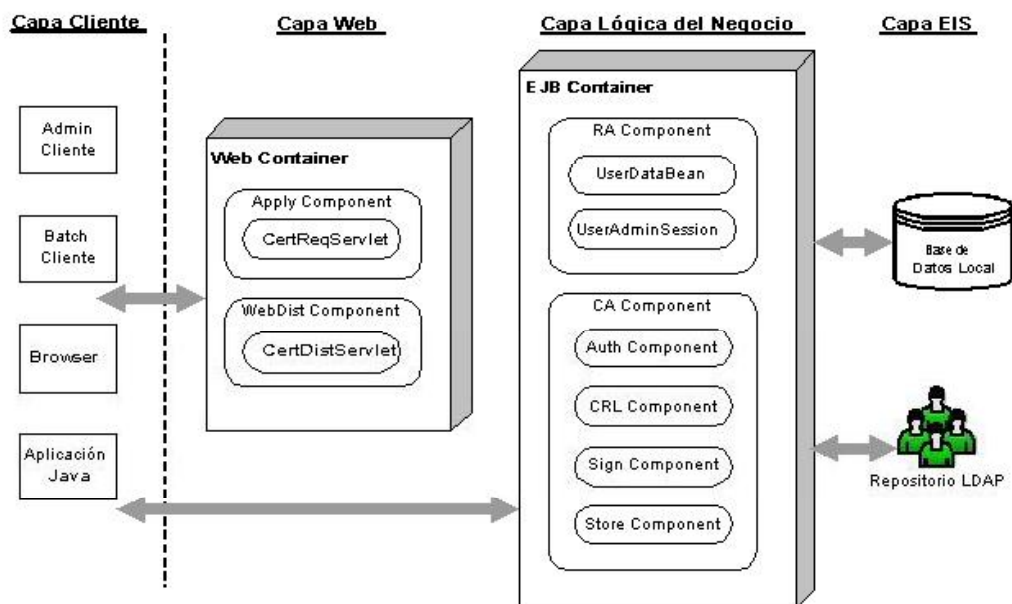 Capa Cliente
Capa Web
Capa Lógica del Negocio
Capa EIS
Admin
Cliente
Batch
Cliente
Browser
Aplicación
Java
Web Container
Apply Component
CertReqServlet
WebDist Component
CertDistServlet
EJB Container
RA Component
UserDataBean
UserAdminSession
CA Component
Auth Component
CRL Component
Sign Component
Store Component
Base de
Datos Local
Repositorio LDAP